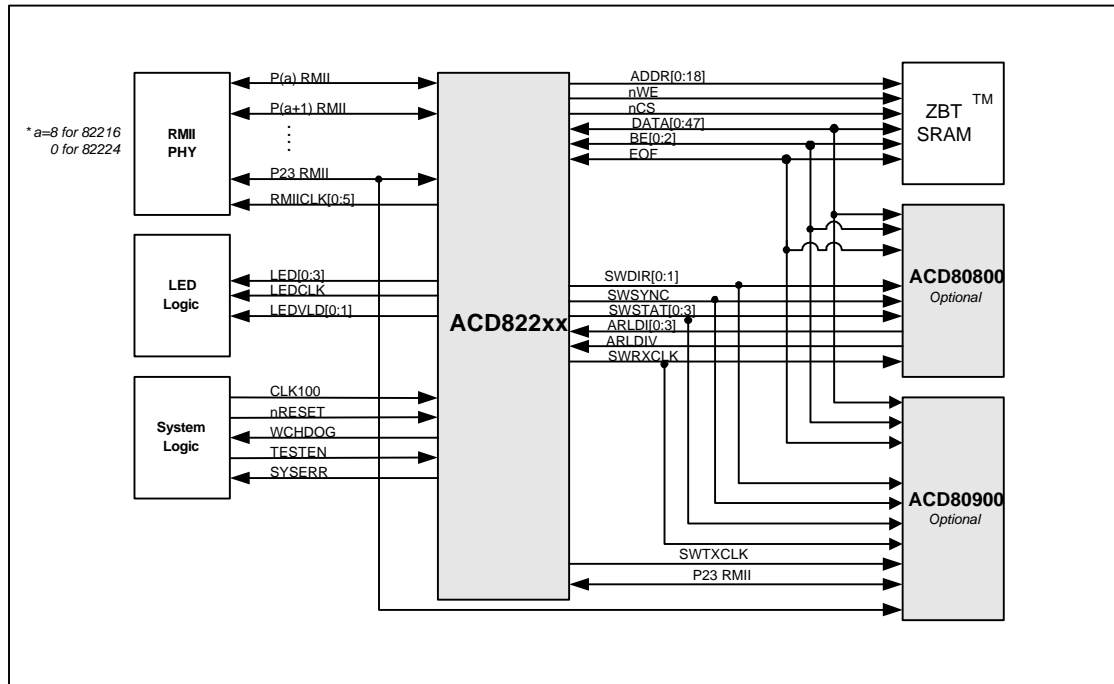 * a=8 for 82216
0 for 82224
RMII
PHY
P(a) RMII
P(a+1) RMII
P23 RMII
RMIICLK[0:5]
LED
Logic
LED[0:3]
LEDCLK
LEDVLD[0:1]
System
Logic
CLK100
nRESET
WCHDOG
TESTEN
SYSERR
ACD822xx
ADDR[0:18]
nWE
nCS
DATA[0:47]
BE[0:2]
EOF
ZBT TM
SRAM
SWDIR[0:1]
SWSYNC
SWSTAT[0:3]
ARLDI[0:3]
ARLDIV
SWRXCLK
ACD80800
Optional
ACD80900
Optional
SWTXCLK
P23 RMII